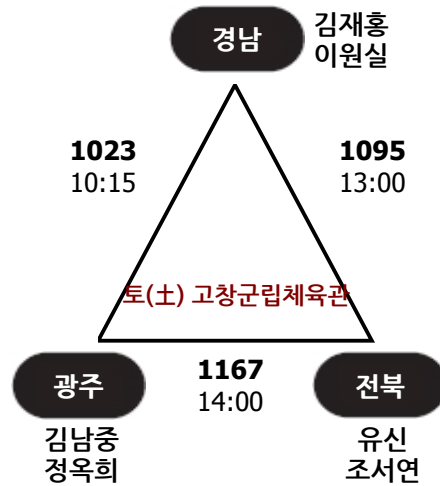 경남
김재홍
이원실
1023
10:15
1095
13:00
토(土) 고창군립체육관
광주
1167
14:00
전북
김남중
정옥희
유신
조서연